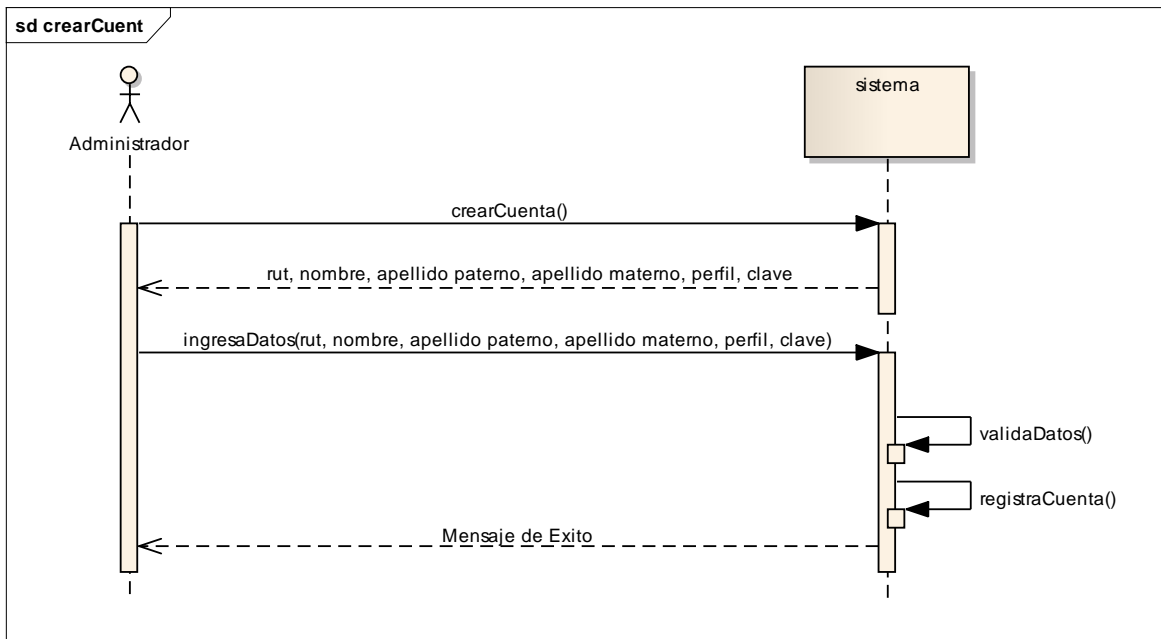 sd crearCuent
Administrador
sistema
crearCuenta()
rut, nombre, apellido paterno, apellido materno, perfil, clave
ingresaDatos(rut, nombre, apellido paterno, apellido materno, perfil, clave)
validaDatos()
registraCuenta()
Mensaje de Exito